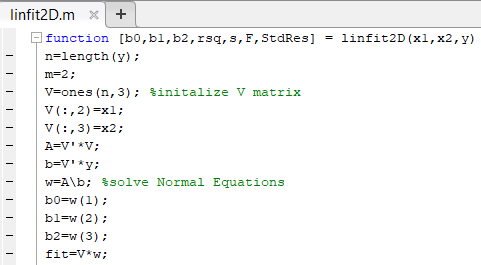 linfit2D.m
function [b0,b1,b2,rsq,s,F,StdRes] = linfit2D(x1,x2,y)
n=length(y);
m=2;
V=ones(n,3); %initalize V matrix
V(:,2)=x1;
V(:,3)=x2;
A=V'*V;
b=V'*y;
w=A\b; %solve Normal Equations
b0=w(1);
b1=w(2);
b2=w(3);
fit=V*w;